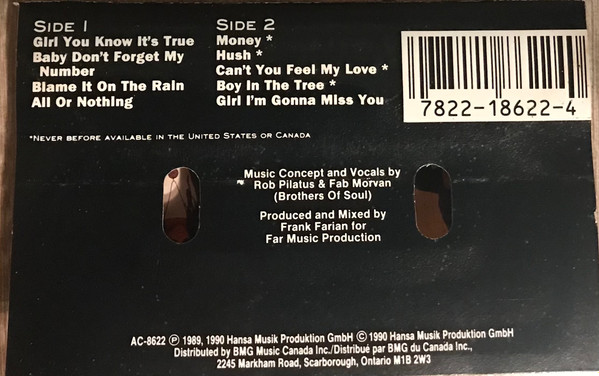 SIDE 1
Girl You Know It's True
Baby Don't Forget My
Number
Blame It On The Rain
All Or Nothing
SIDE 2
Money *
Hush *
Can't You Feel My Love *
Boy In The Tree *
Girl I'm Gonna Miss You
7822-18622-4
*NEVER BEFORE AVAILABLE IN THE UNITED STATES OR CANADA
Music Concept and Vocals by
Rob Pilatus & Fab Morvan
(Brothers Of Soul)
Produced and Mixed by
Frank Farian for
Far Music Production
AC-8622 Ⓟ 1989, 1990 Hansa Musik Produktion GmbH © 1990 Hansa Musik Produktion GmbH
Distributed by BMG Music Canada Inc./Distribué par BMG du Canada Inc.,
2245 Markham Road, Scarborough, Ontario M1B 2W3